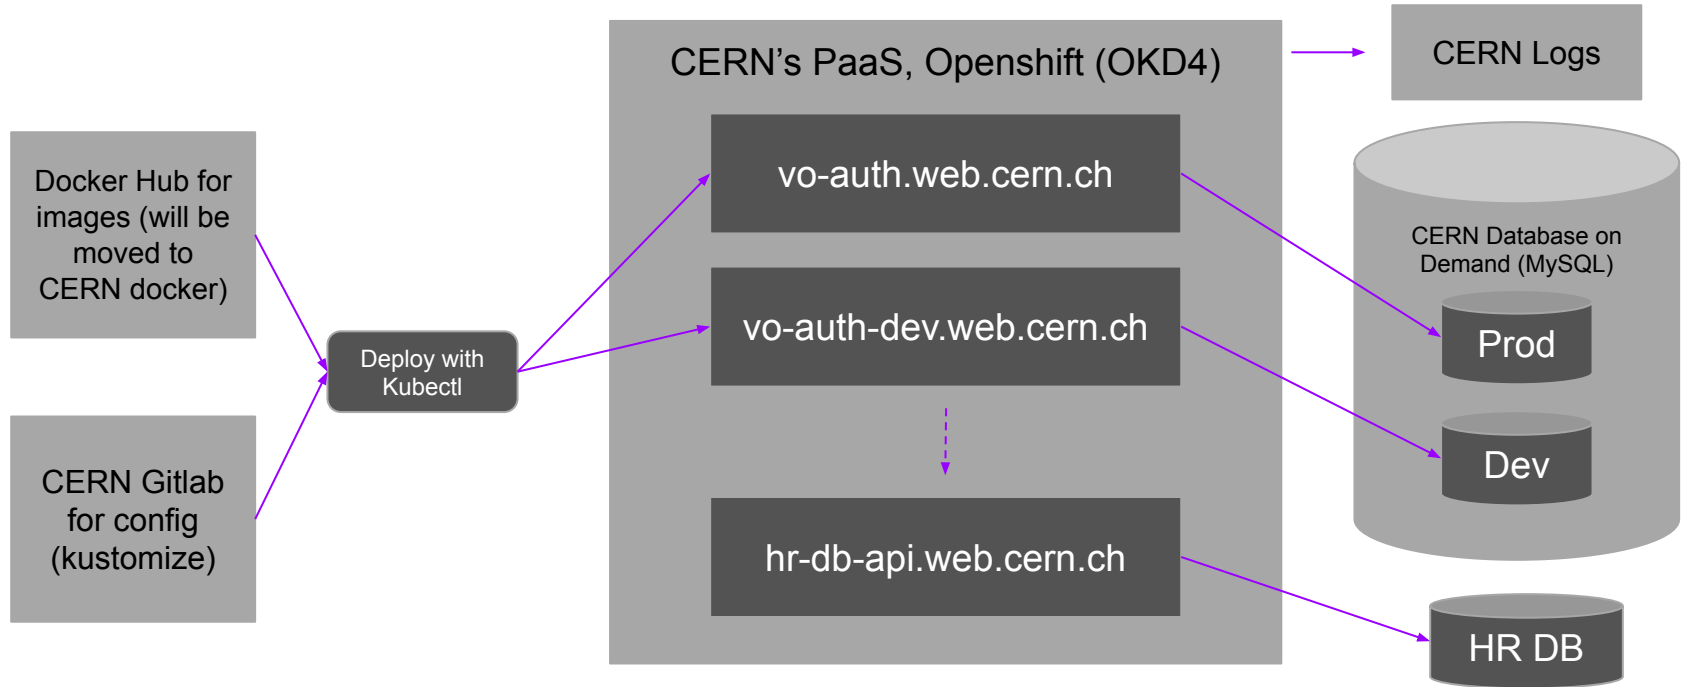 Docker Hub for
images (will be
moved to
CERN docker)
CERN Gitlab
for config
(kustomize)
Deploy with
Kubectl
CERN's PaaS, Openshift (OKD4)
vo-auth.web.cern.ch
vo-auth-dev.web.cern.ch
hr-db-api.web.cern.ch
CERN Logs
CERN Database on
Demand (MySQL)
Prod
Dev
HR DB